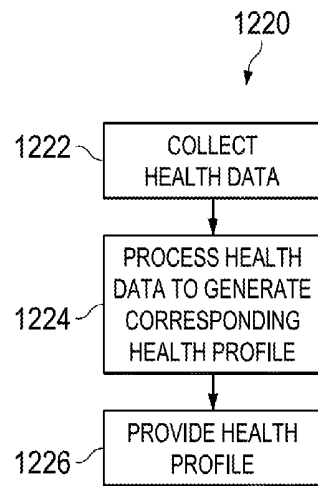 1220
1222
COLLECT
HEALTH DATA
1224
PROCESS HEALTH
DATA TO GENERATE
CORRESPONDING
HEALTH PROFILE
1226
PROVIDE HEALTH
PROFILE